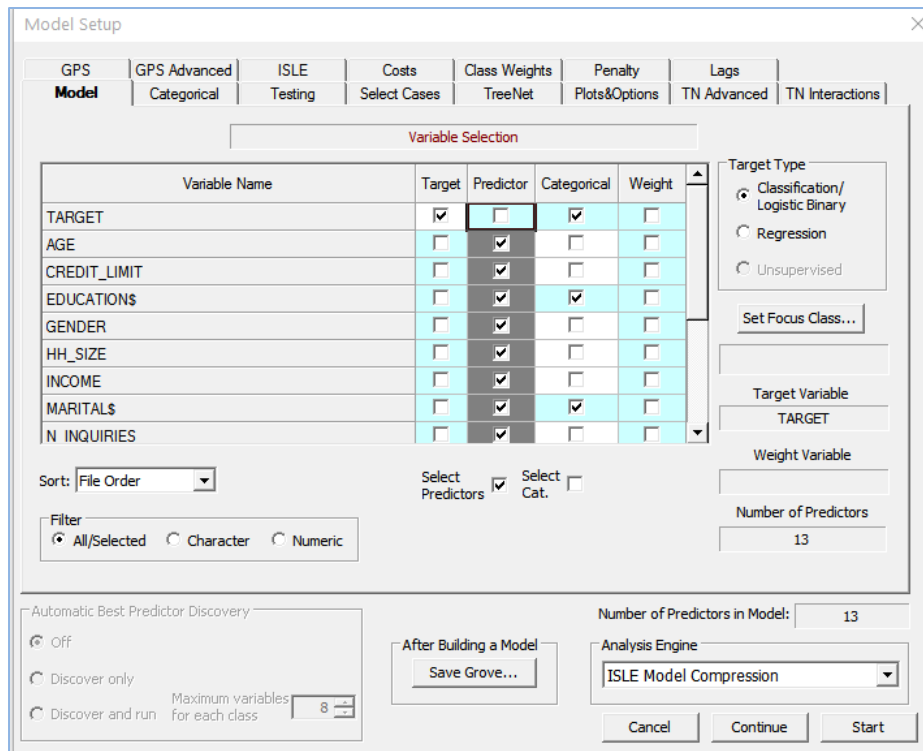 Model Setup
GPS GPS Advanced ISLE Costs Class Weights Penalty Lags
Model Categorical Testing Select Cases TreeNet Plots&Options TN Advanced TN Interactions
Variable Selection
Variable Name Target Predictor Categorical Weight
TARGET
AGE
CREDIT_LIMIT
EDUCATION$
GENDER
HH_SIZE
INCOME
MARITAL$
N INQUIRIES
Target Type
Classification/
Logistic Binary
Regression
Unsupervised
Set Focus Class...
Target Variable
TARGET
Weight Variable
Number of Predictors
13
Sort: File Order
Select
Predictors
Select
Cat.
Filter
All/Selected Character Numeric
Automatic Best Predictor Discovery
Off
Discover only
Discover and run
Maximum variables
for each class
8
After Building a Model
Save Grove...
Number of Predictors in Model: 13
Analysis Engine
ISLE Model Compression
Cancel Continue Start